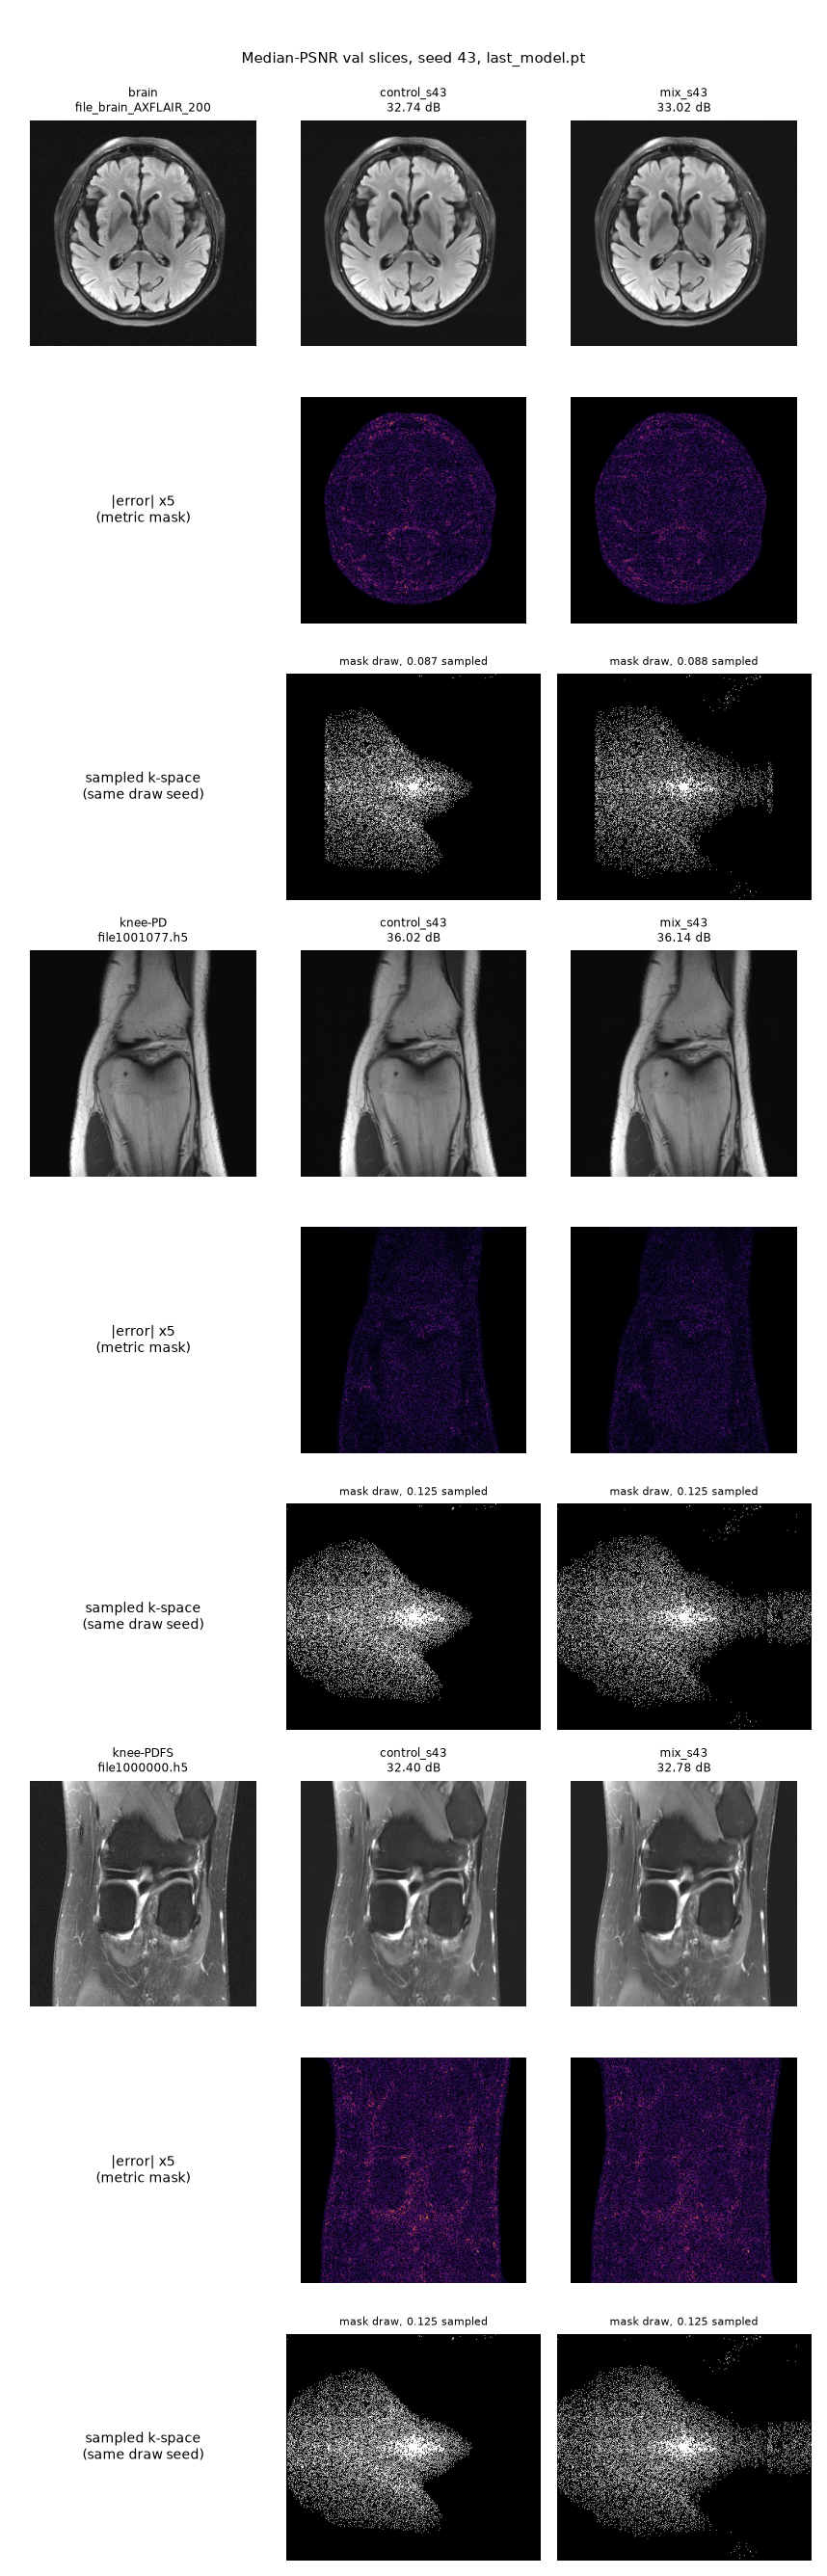 Median-PSNR val slices, seed 43, last_model.pt
brain
file_brain_AXFLAIR_200
control_s43
32.74 dB
mix_s43
33.02 dB
|error| x5
(metric mask)
mask draw, 0.087 sampled
mask draw, 0.088 sampled
sampled k-space
(same draw seed)
knee-PD
file1001077.h5
control_s43
36.02 dB
mix_s43
36.14 dB
|error| x5
(metric mask)
mask draw, 0.125 sampled
mask draw, 0.125 sampled
sampled k-space
(same draw seed)
knee-PDFS
file1000000.h5
control_s43
32.40 dB
mix_s43
32.78 dB
|error| x5
(metric mask)
mask draw, 0.125 sampled
mask draw, 0.125 sampled
sampled k-space
(same draw seed)